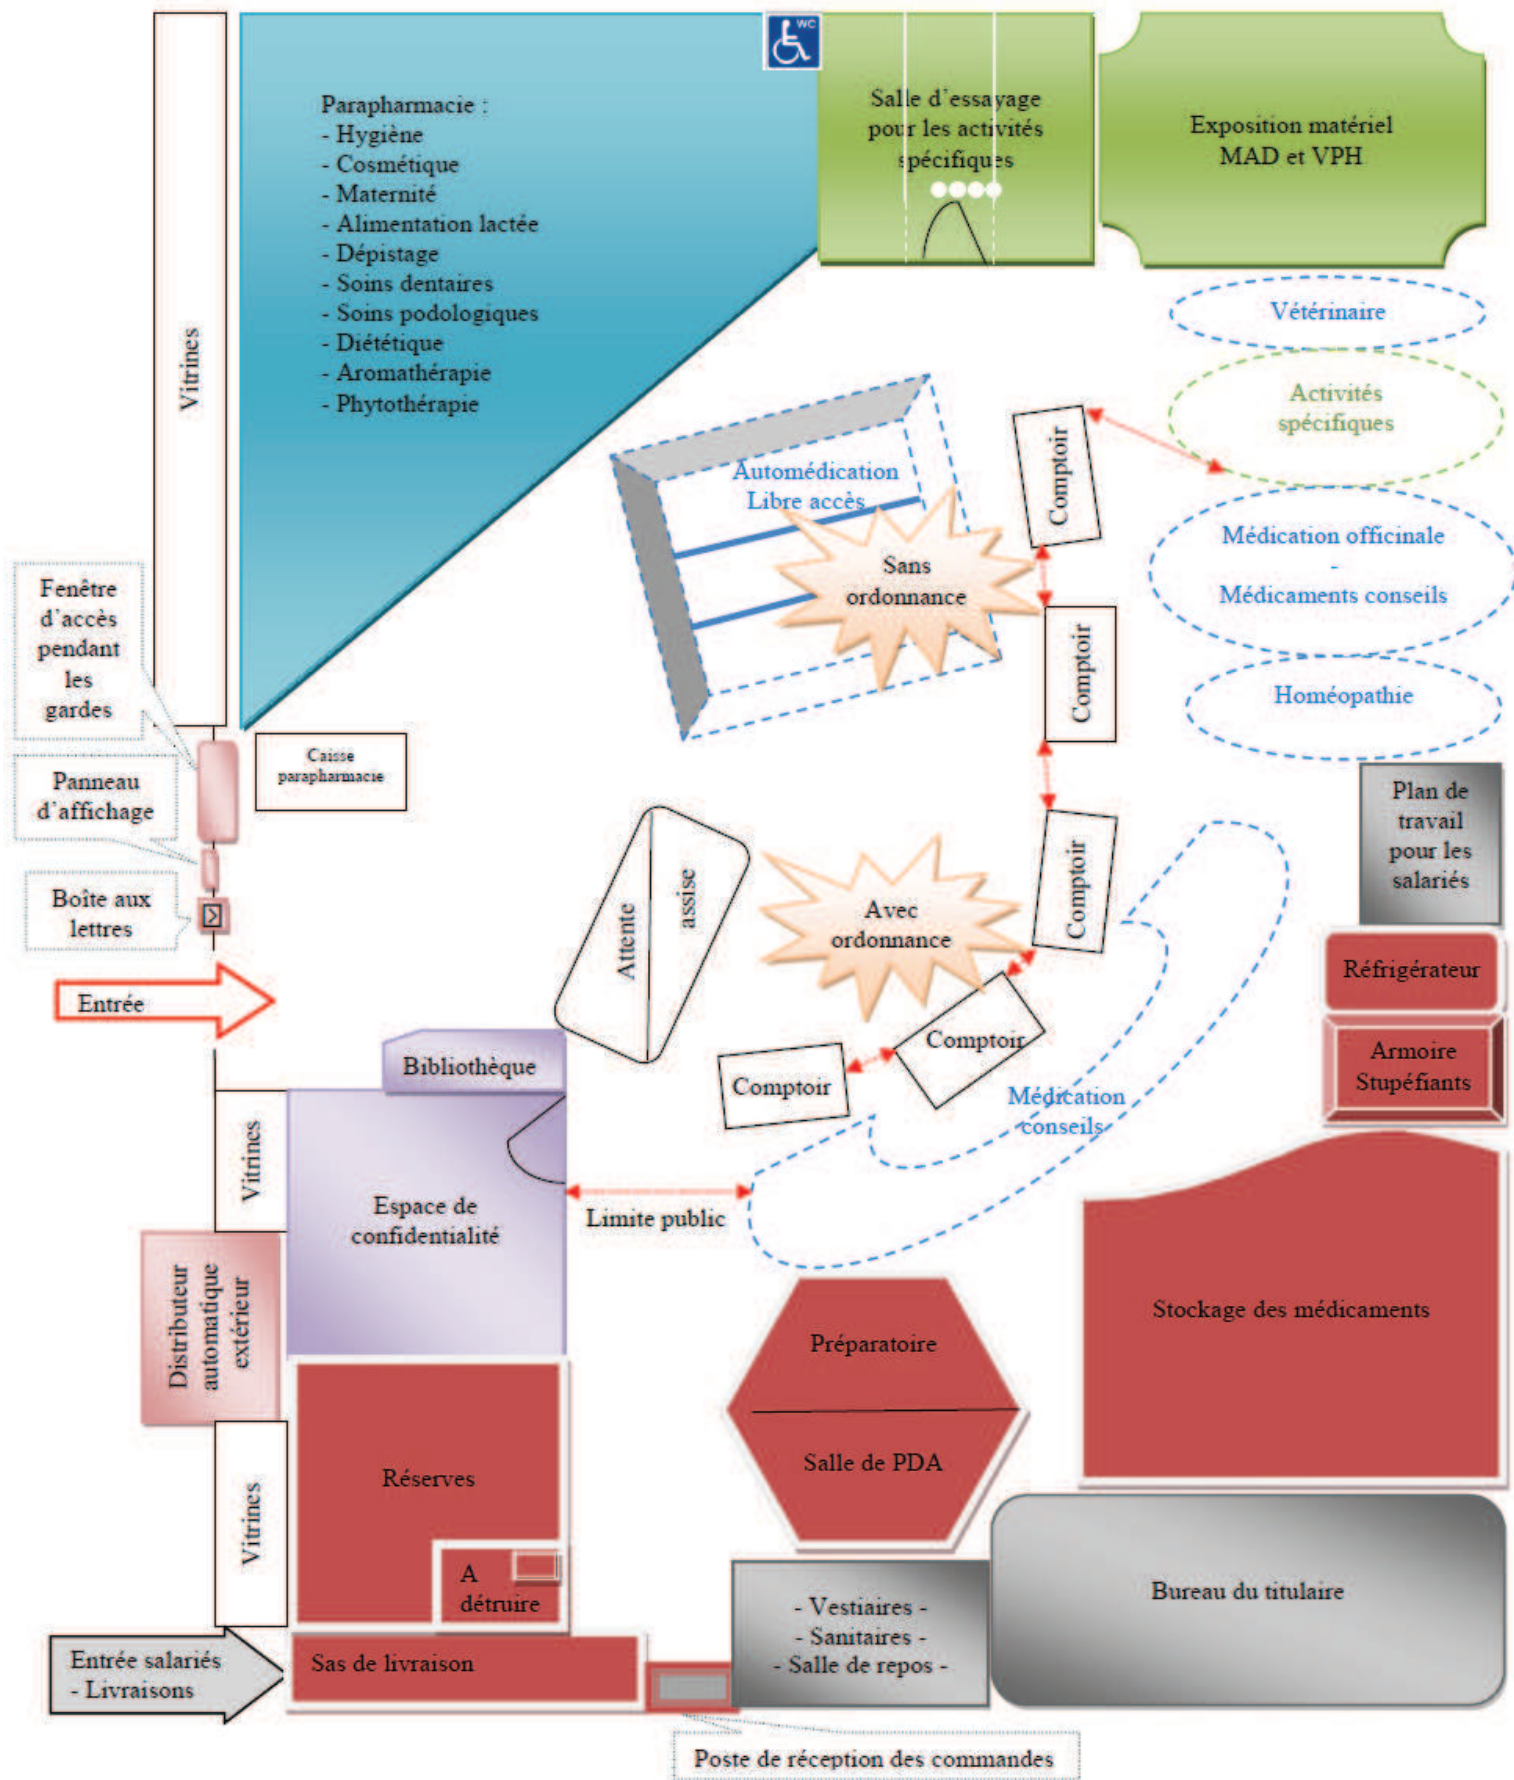 WC
Parapharmacie :
- Hygiène
- Cosmétique
- Maternité
- Alimentation lactée
- Dépistage
- Soins dentaires
- Soins podologiques
- Diététique
- Aromathérapie
- Phytothérapie
Salle d'essayage
pour les activités
spécifiques
Exposition matériel
MAD et VPH
Vitrines
Vétérinaire
Activités
spécifiques
Comptoir
Automédication
Libre accès
Sans
ordonnance
Médication officinale
-
Médicaments conseils
Comptoir
Homéopathie
Fenêtre
d'accès
pendant
les
gardes
Caisse
parapharmacie
Panneau
d'affichage
Boîte aux
lettres
Plan de
travail
pour les
salariés
Attente
assise
Avec
ordonnance
Comptoir
Réfrigérateur
Entrée
Bibliothèque
Comptoir
Comptoir
Armoire
Stupéfiants
Médication
conseils
Vitrines
Espace de
confidentialité
Limite public
Distributeur
automatique
extérieur
Stockage des médicaments
Préparatoire
Salle de PDA
Réserves
Vitrines
A
détruire
Bureau du titulaire
- Vestiaires -
- Sanitaires -
- Salle de repos -
Entrée salariés
- Livraisons
Sas de livraison
Poste de réception des commandes